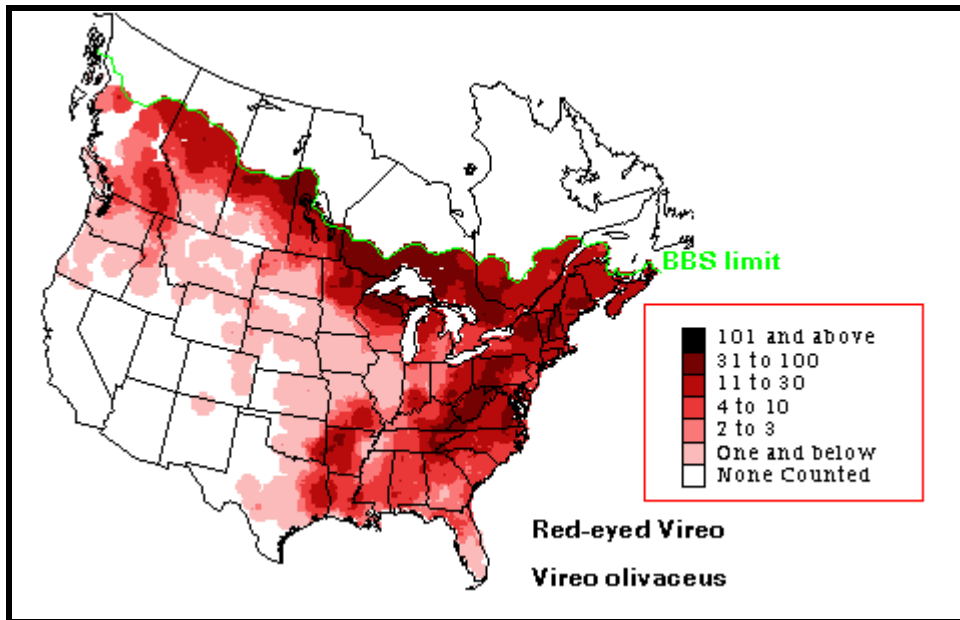 BBS limit
101 and above
31 to 100
11 to 30
4 to 10
2 to 3
One and below
None Counted
Red-eyed Vireo
Vireo olivaceus